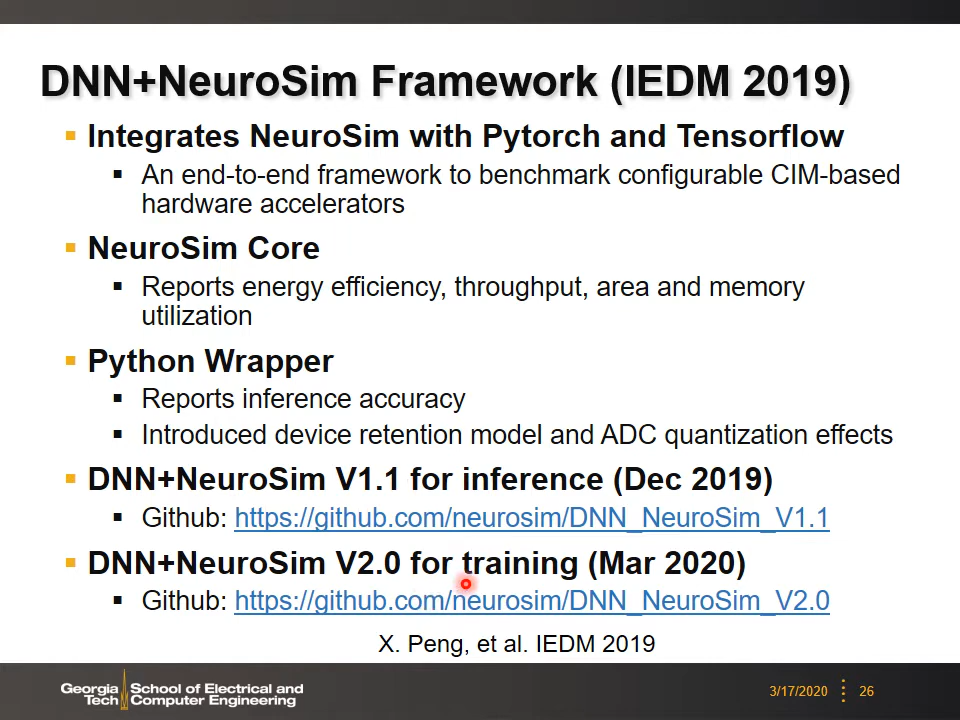 DNN+NeuroSim Framework (IEDM 2019)
Integrates NeuroSim with Pytorch and Tensorflow
An end-to-end framework to benchmark configurable CIM-based
hardware accelerators
NeuroSim Core
Reports energy efficiency, throughput, area and memory
utilization
Python Wrapper
Reports inference accuracy
Introduced device retention model and ADC quantization effects
DNN+NeuroSim V1.1 for inference (Dec 2019)
Github: https://github.com/neurosim/DNN_NeuroSim_V1.1
DNN+NeuroSim V2.0 for training (Mar 2020)
Github: https://github.com/neurosim/DNN_NeuroSim_V2.0
X. Peng, et al. IEDM 2019
Georgia Tech School of Electrical and Computer Engineering
3/17/2020 26